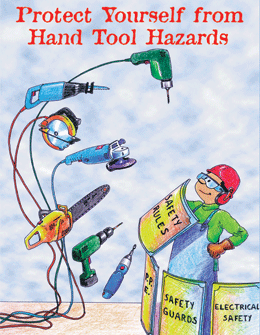 Protect Yourself from
Hand Tool Hazards
SAFETY
RULES
P.P.
E.
SAFETY
GUARDS
ELECTRICAL
SAFETY